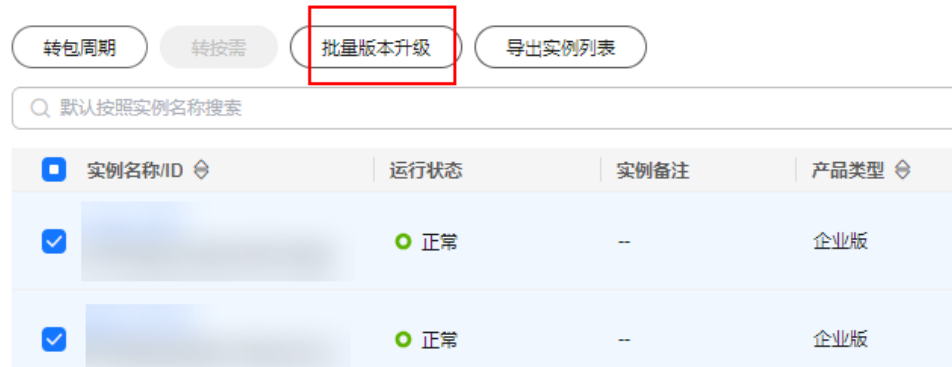 转包周期 转按需 批量版本升级 导出实例列表
默认按照实例名称搜索
实例名称/ID 运行状态 实例备注 产品类型
正常 -- 企业版
正常 -- 企业版